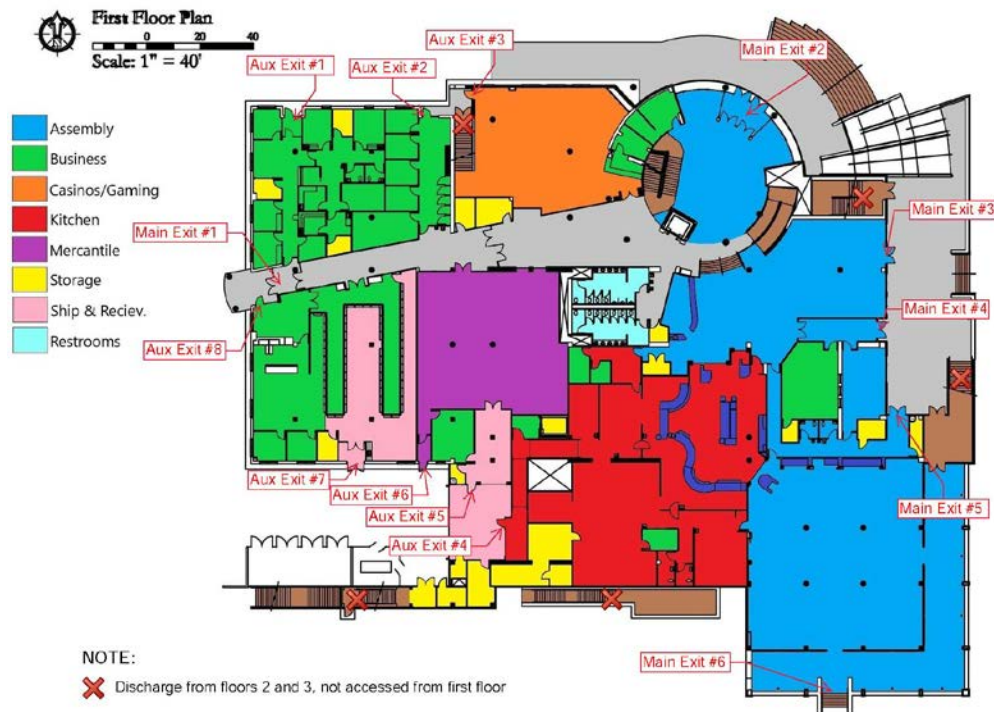 First Floor Plan
0 20 40
Scale: 1" = 40'
Aux Exit #1
Aux Exit #2
Aux Exit #3
Main Exit #2
Assembly
Business
Casinos/Gaming
Kitchen
Mercantile
Storage
Ship & Reciev.
Restrooms
Main Exit #1
Main Exit #3
Main Exit #4
Aux Exit #8
Aux Exit #7
Aux Exit #6
Aux Exit #5
Aux Exit #4
Main Exit #5
Main Exit #6
NOTE:
Discharge from floors 2 and 3, not accessed from first floor